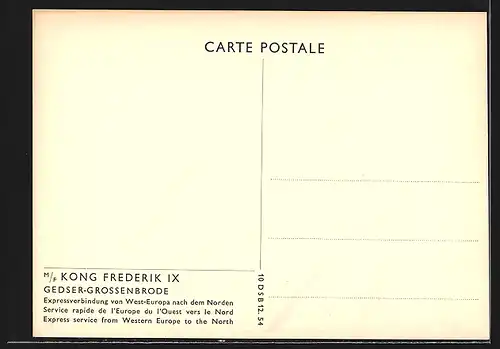 CARTE POSTALE
M/F KONG FREDERIK IX
GEDSER-GROSSENBRODE
Expressverbindung von West-Europa nach dem Norden
Service rapide de l'Europe du l'Ouest vers le Nord
Express service from Western Europe to the North
10 DSB 12. 54